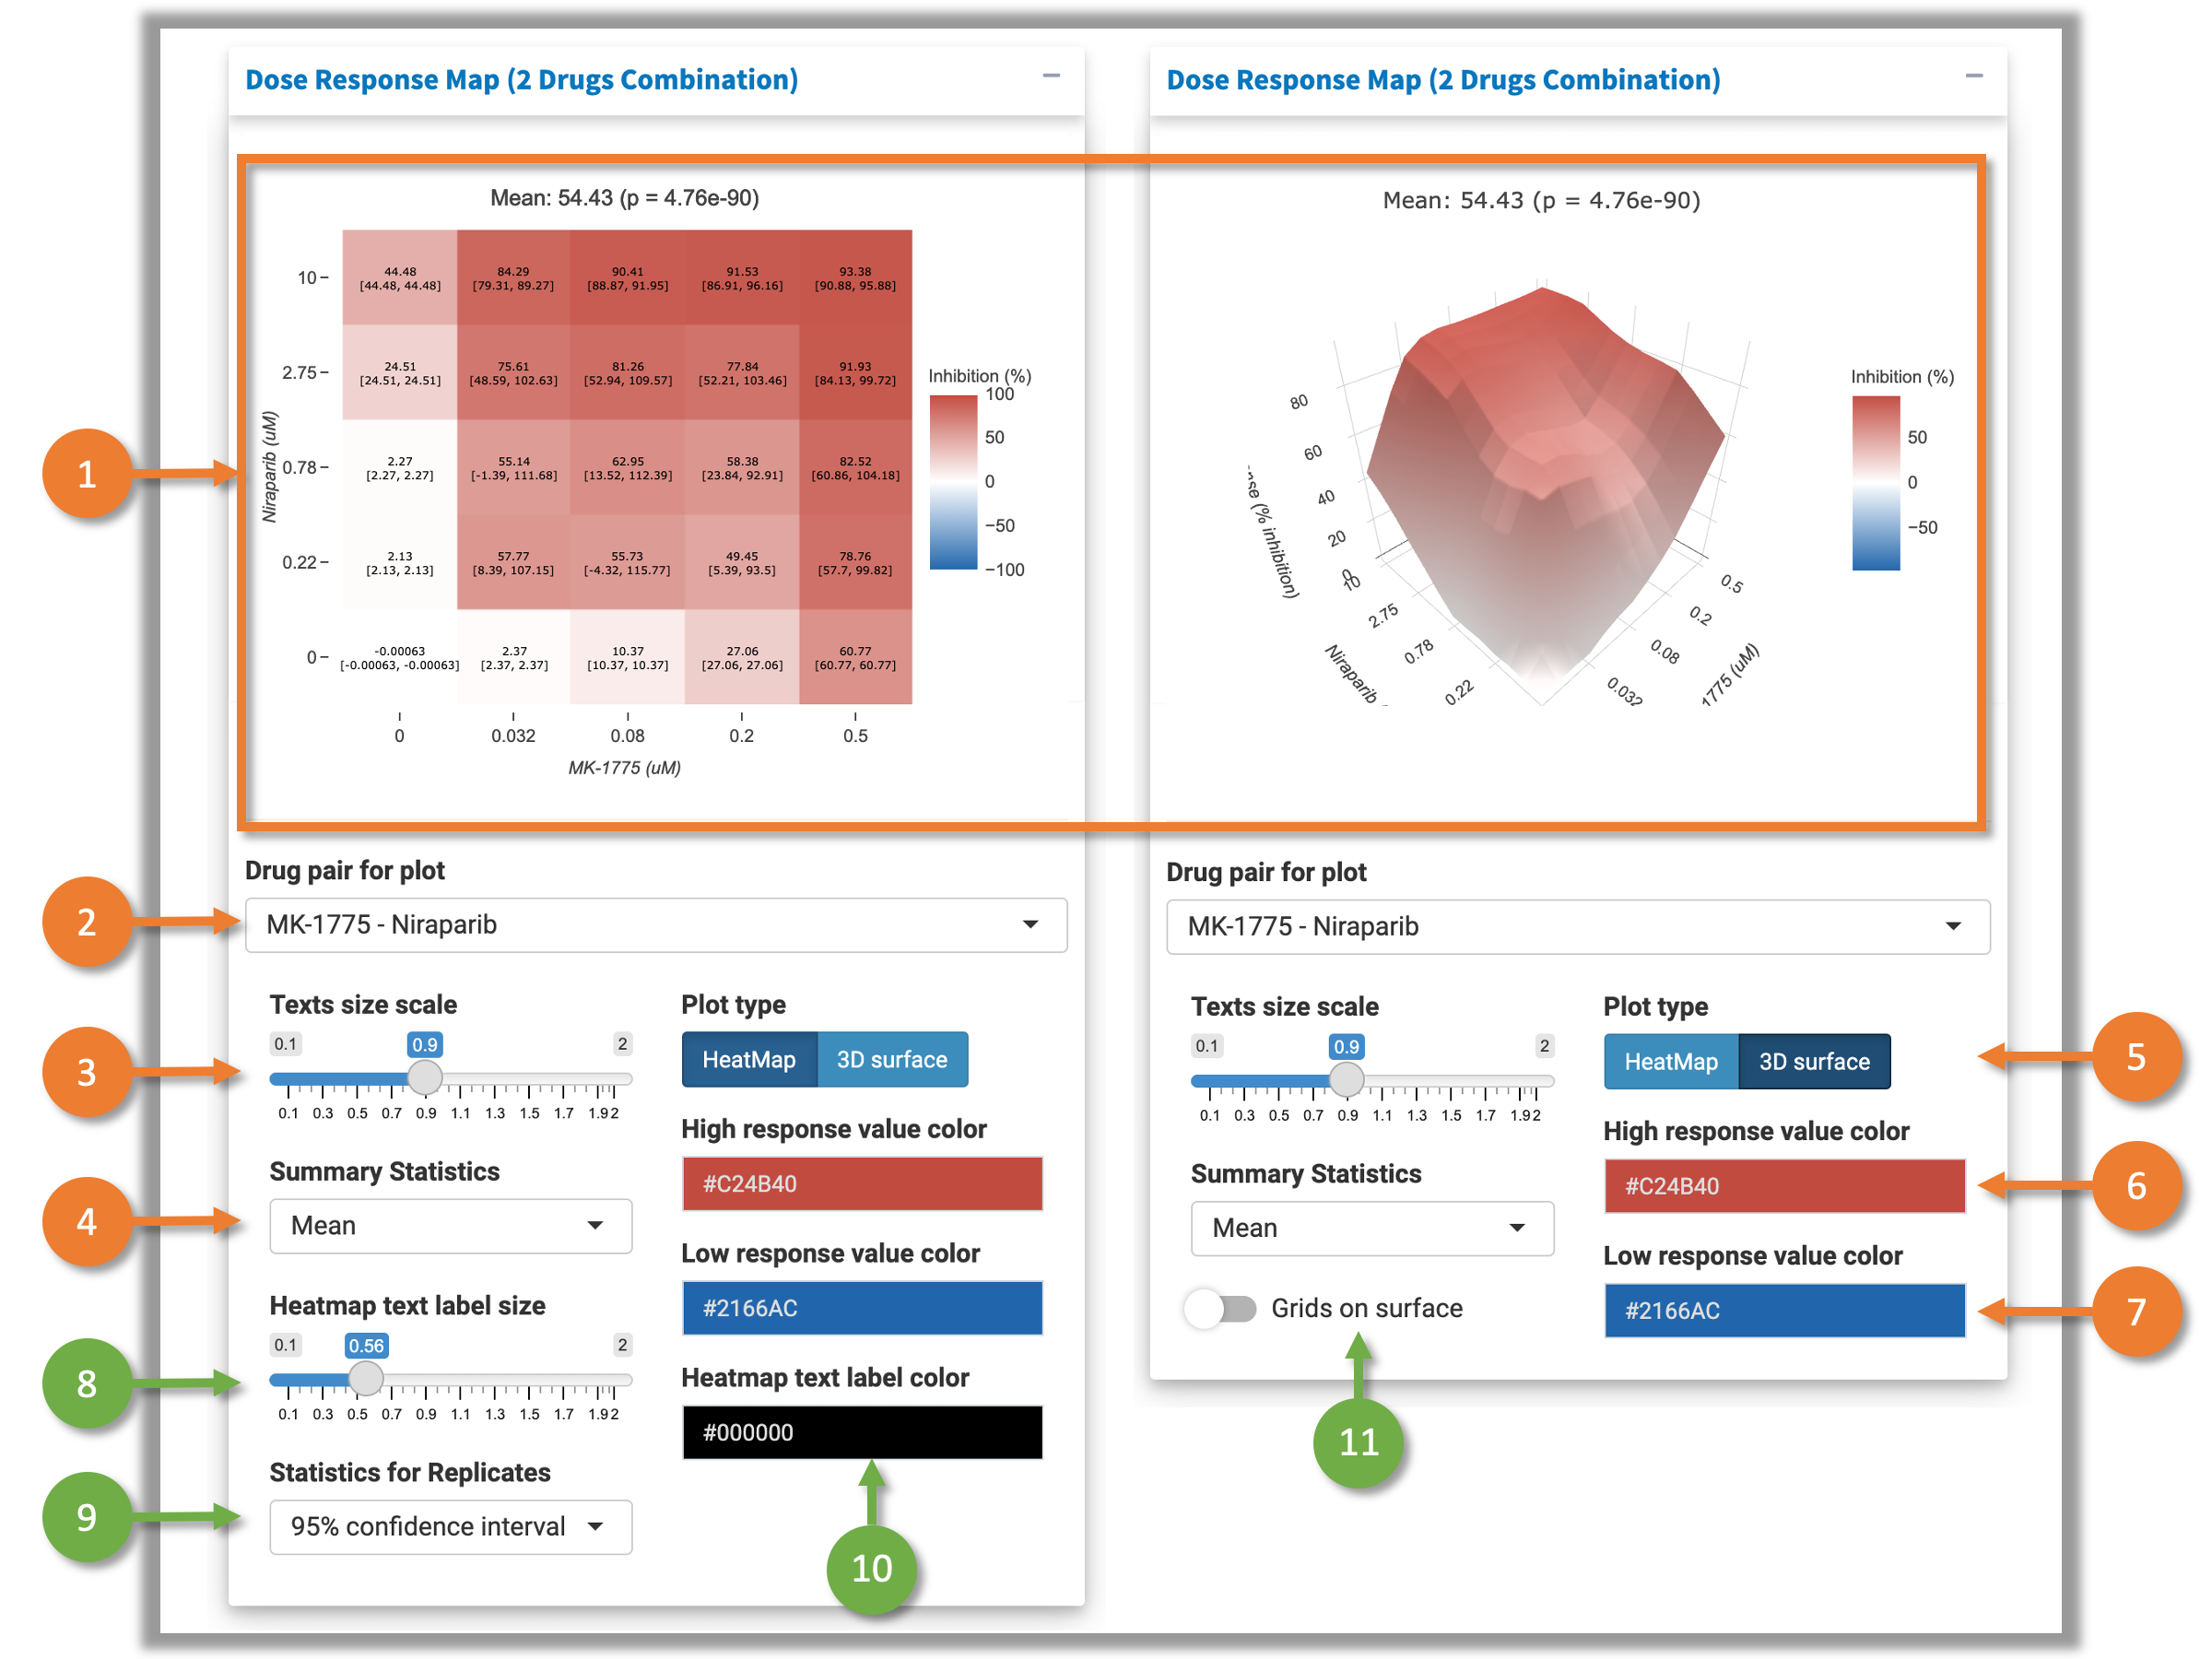 Dose Response Map (2 Drugs Combination)
Mean: 54.43 (p = 4.76e-90)
Niraparib (uM)
10
44.48 84.29 90.41 91.53 93.38
[44.48, 44.48] [79.31, 89.27] [88.87, 91.95] [86.91, 96.16] [90.88, 95.88]
2.75
24.51 75.61 81.26 77.84 91.93
[24.51, 24.51] [48.59, 102.63] [52.94, 109.57] [52.21, 103.46] [84.13, 99.72]
0.78
2.27 55.14 62.95 58.38 82.52
[2.27, 2.27] [-1.39, 111.68] [13.52, 112.39] [23.84, 92.91] [60.86, 104.18]
0.22
2.13 57.77 55.73 49.45 78.76
[2.13, 2.13] [8.39, 107.15] [-4.32, 115.77] [5.39, 93.5] [57.7, 99.82]
0
-0.00063 2.37 10.37 27.06 60.77
[-0.00063, -0.00063] [2.37, 2.37] [10.37, 10.37] [27.06, 27.06] [60.77, 60.77]
0 0.032 0.08 0.2 0.5
MK-1775 (uM)
Inhibition (%)
100
50
0
−50
−100
Drug pair for plot
MK-1775 - Niraparib
Texts size scale
0.1 0.9 2
0.1 0.3 0.5 0.7 0.9 1.1 1.3 1.5 1.7 1.9 2
Summary Statistics
Mean
Heatmap text label size
0.1 0.56 2
0.1 0.3 0.5 0.7 0.9 1.1 1.3 1.5 1.7 1.9 2
Statistics for Replicates
95% confidence interval
Plot type
HeatMap 3D surface
High response value color
#C24B40
Low response value color
#2166AC
Heatmap text label color
#000000
Dose Response Map (2 Drugs Combination)
Mean: 54.43 (p = 4.76e-90)
80
60
40
20
0
(% inhibition)
10
2.75
0.78
0.22
Niraparib
0.5
0.2
0.08
0.032
1775 (uM)
Inhibition (%)
50
0
−50
Drug pair for plot
MK-1775 - Niraparib
Texts size scale
0.1 0.9 2
0.1 0.3 0.5 0.7 0.9 1.1 1.3 1.5 1.7 1.9 2
Summary Statistics
Mean
Grids on surface
Plot type
HeatMap 3D surface
High response value color
#C24B40
Low response value color
#2166AC
1
2
3
4
8
9
10
11
5
6
7